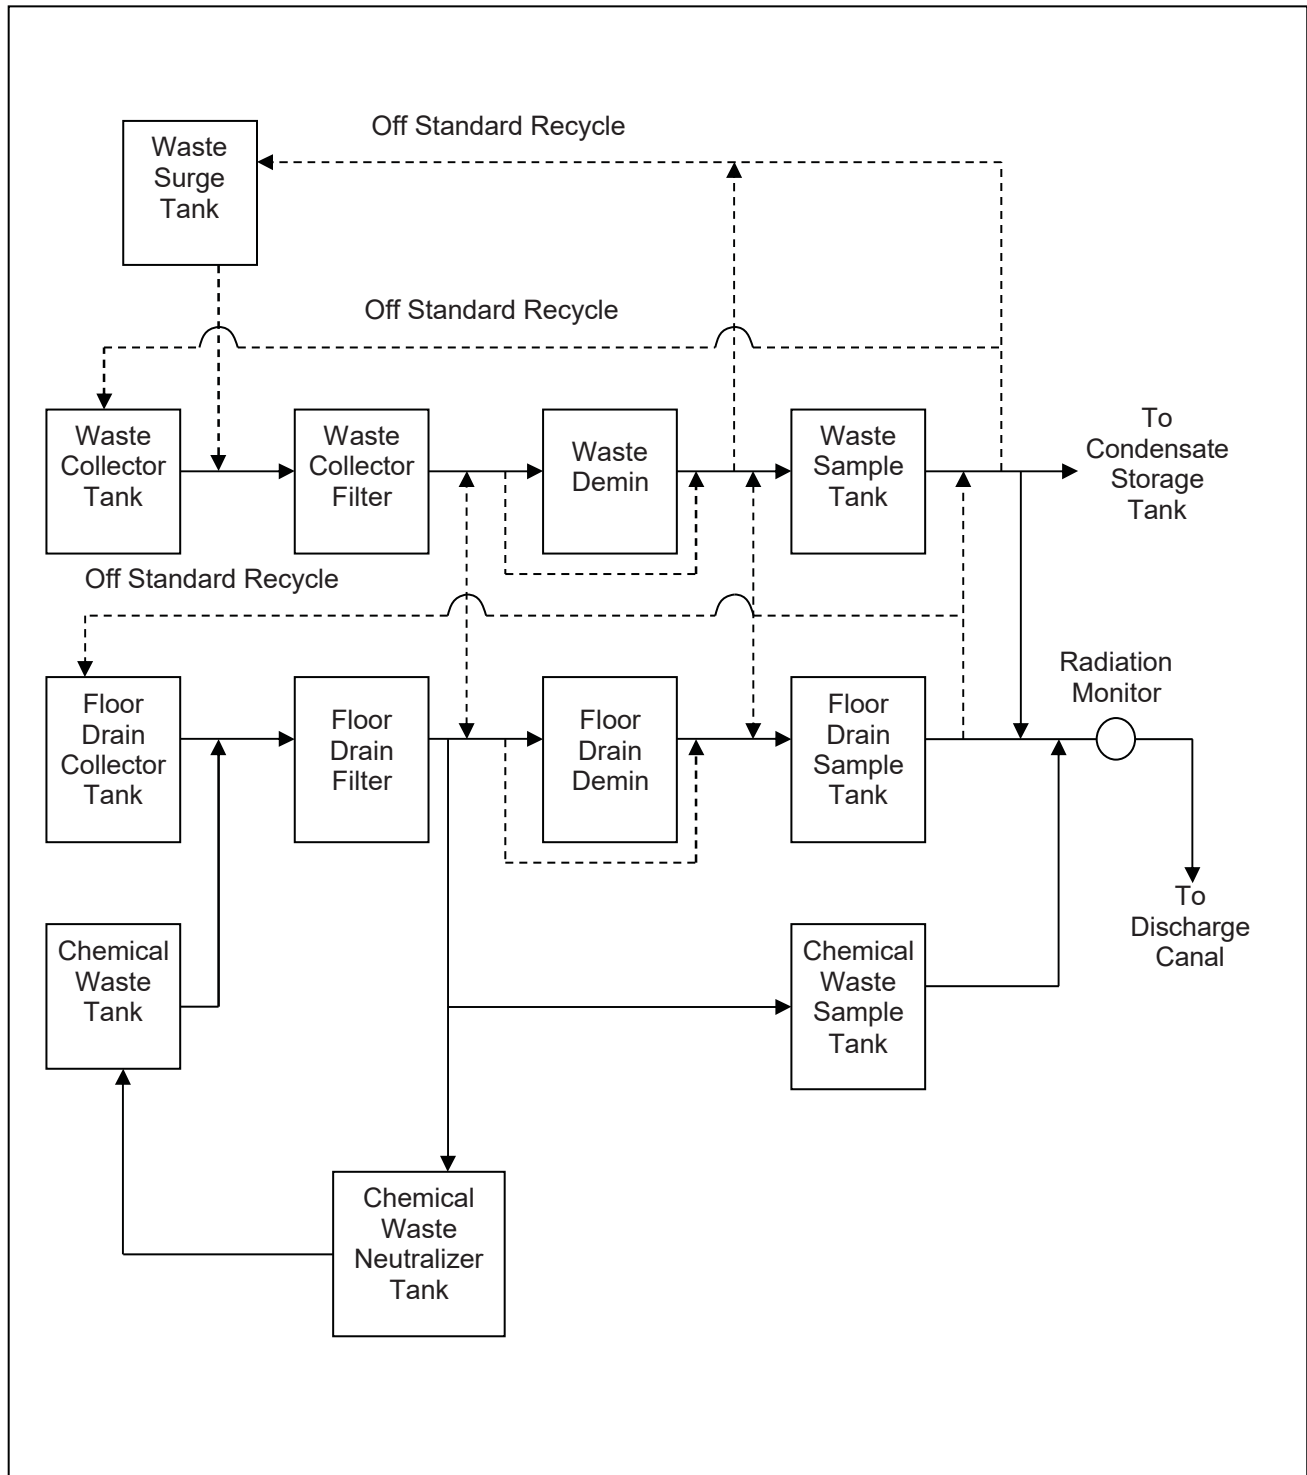 Off Standard Recycle
Waste
Surge
Tank
Off Standard Recycle
Waste
Collector
Tank
Waste
Collector
Filter
Waste
Demin
Waste
Sample
Tank
To
Condensate
Storage
Tank
Off Standard Recycle
Floor
Drain
Collector
Tank
Floor
Drain
Filter
Floor
Drain
Demin
Floor
Drain
Sample
Tank
Radiation
Monitor
To
Discharge
Canal
Chemical
Waste
Tank
Chemical
Waste
Sample
Tank
Chemical
Waste
Neutralizer
Tank